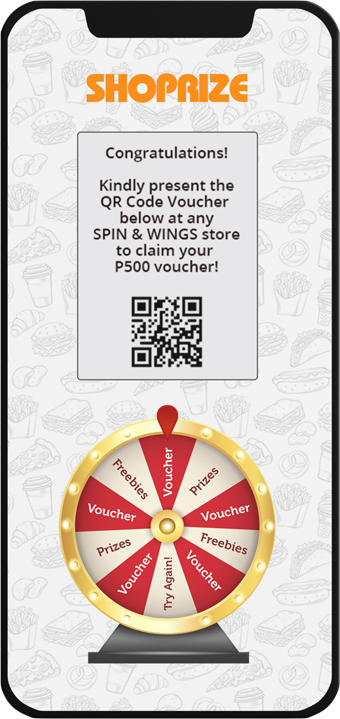 SHOPRIZE
Congratulations!
Kindly present the
QR Code Voucher
below at any
SPIN & WINGS store
to claim your
P500 voucher!
Voucher
Prizes
Voucher
Freebies
Voucher
Try Again!
Voucher
Prizes
Voucher
Freebies